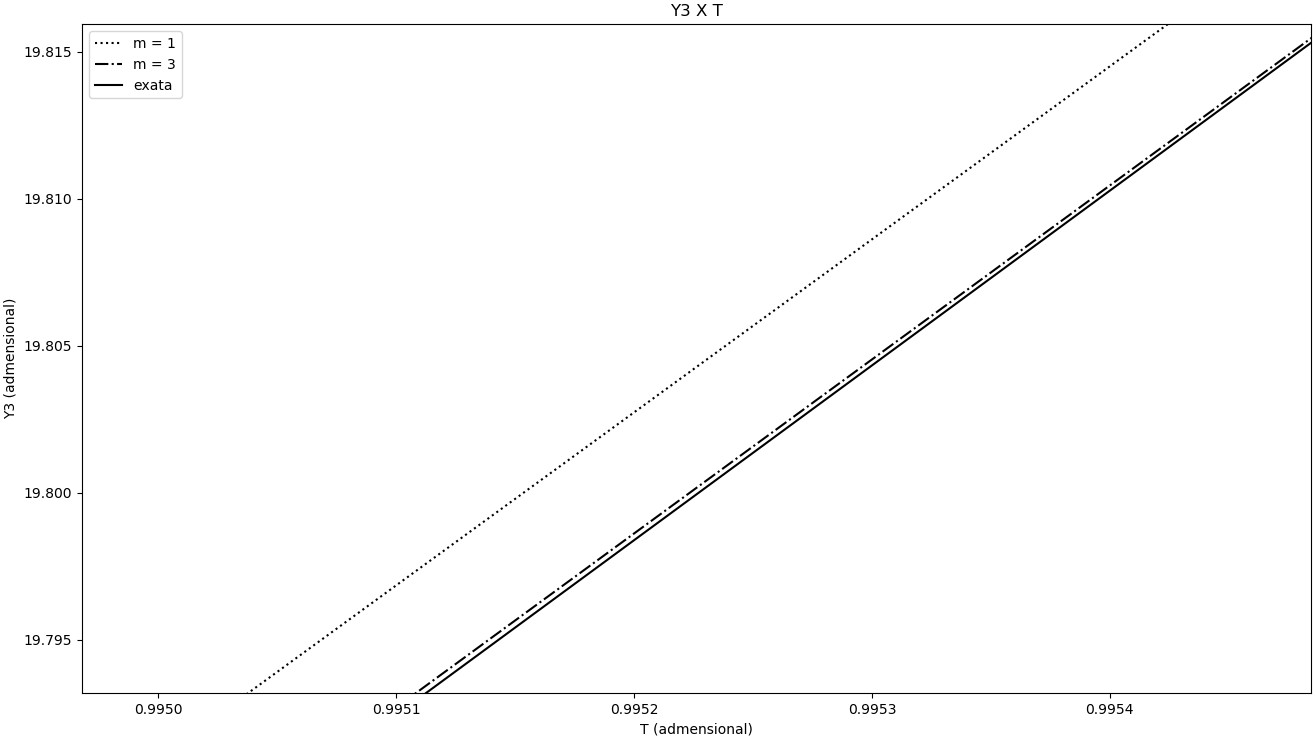 Y3 X T
m = 1
m = 3
exata
19.815
19.810
19.805
19.800
19.795
Y3 (admensional)
0.9950
0.9951
0.9952
0.9953
0.9954
T (admensional)